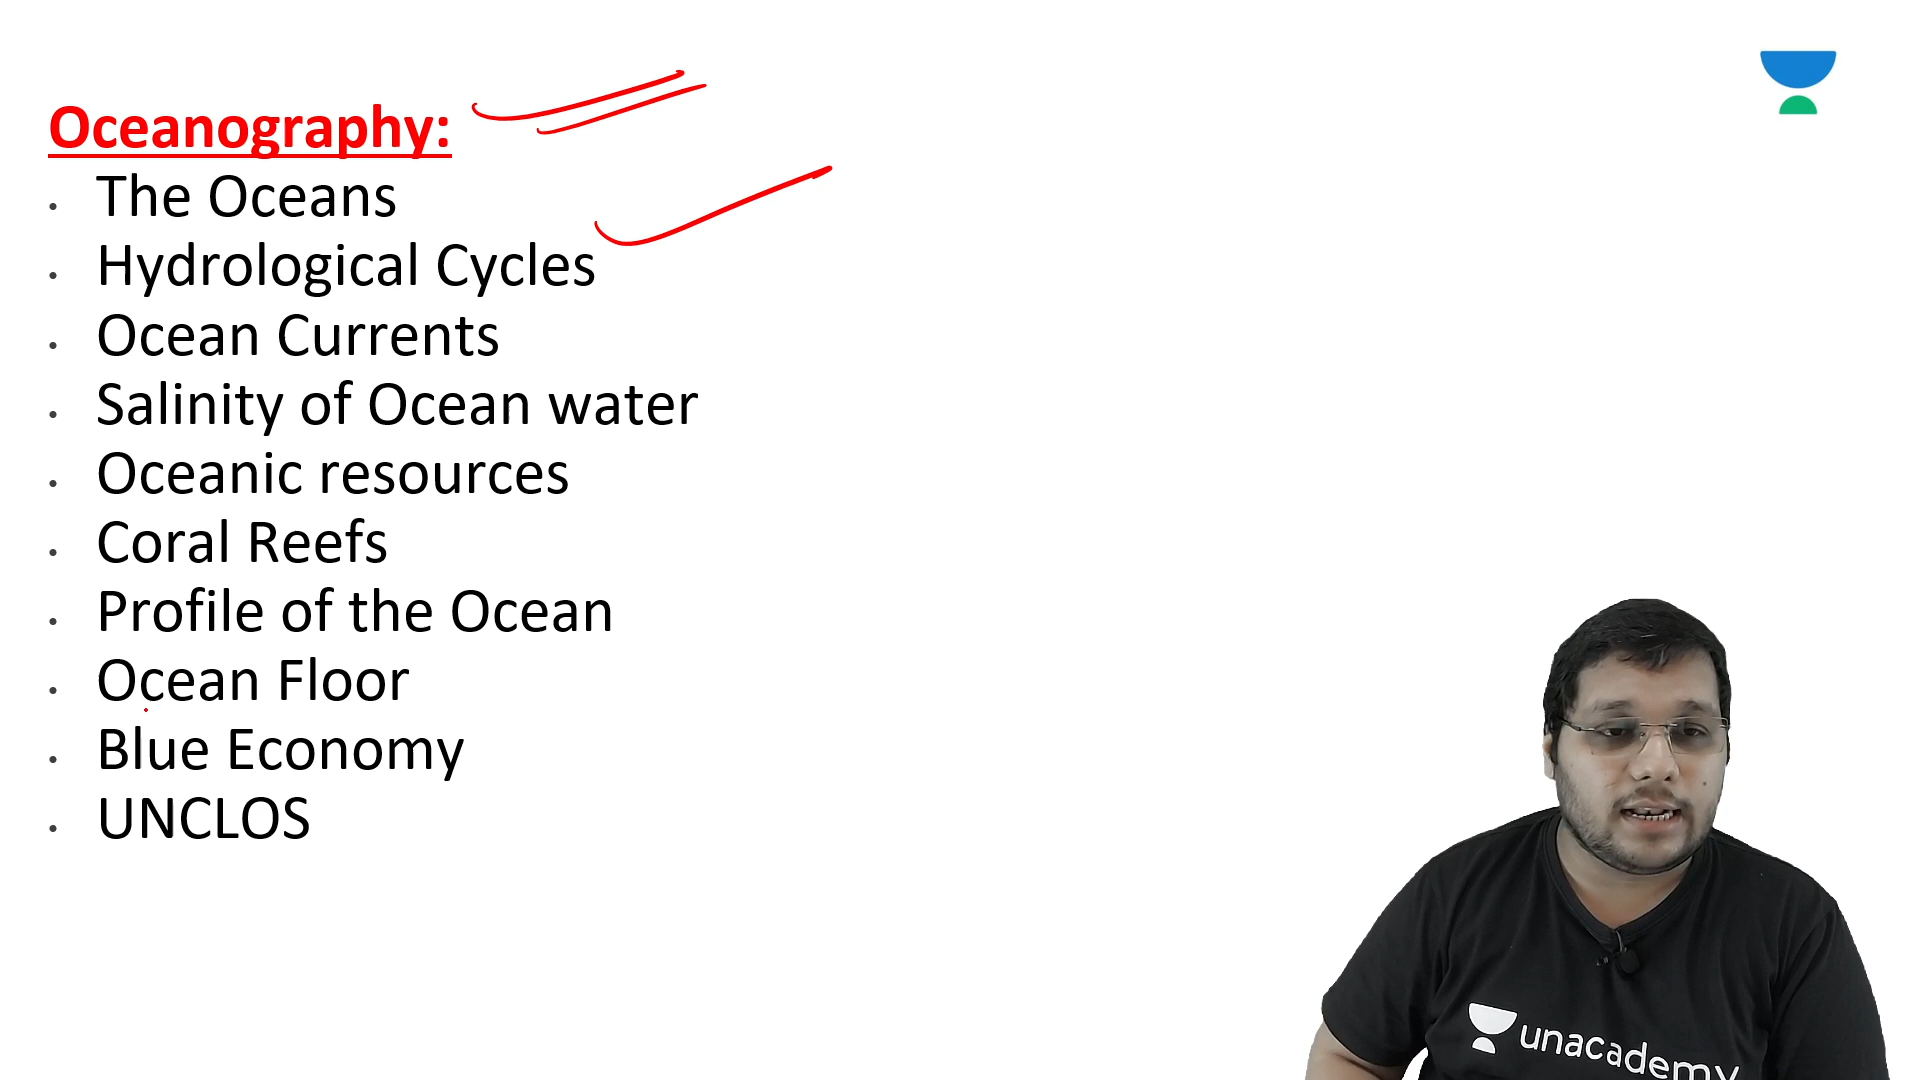 Oceanography:
• The Oceans
• Hydrological Cycles
• Ocean Currents
• Salinity of Ocean water
• Oceanic resources
• Coral Reefs
• Profile of the Ocean
• Ocean Floor
• Blue Economy
• UNCLOS
unacademy